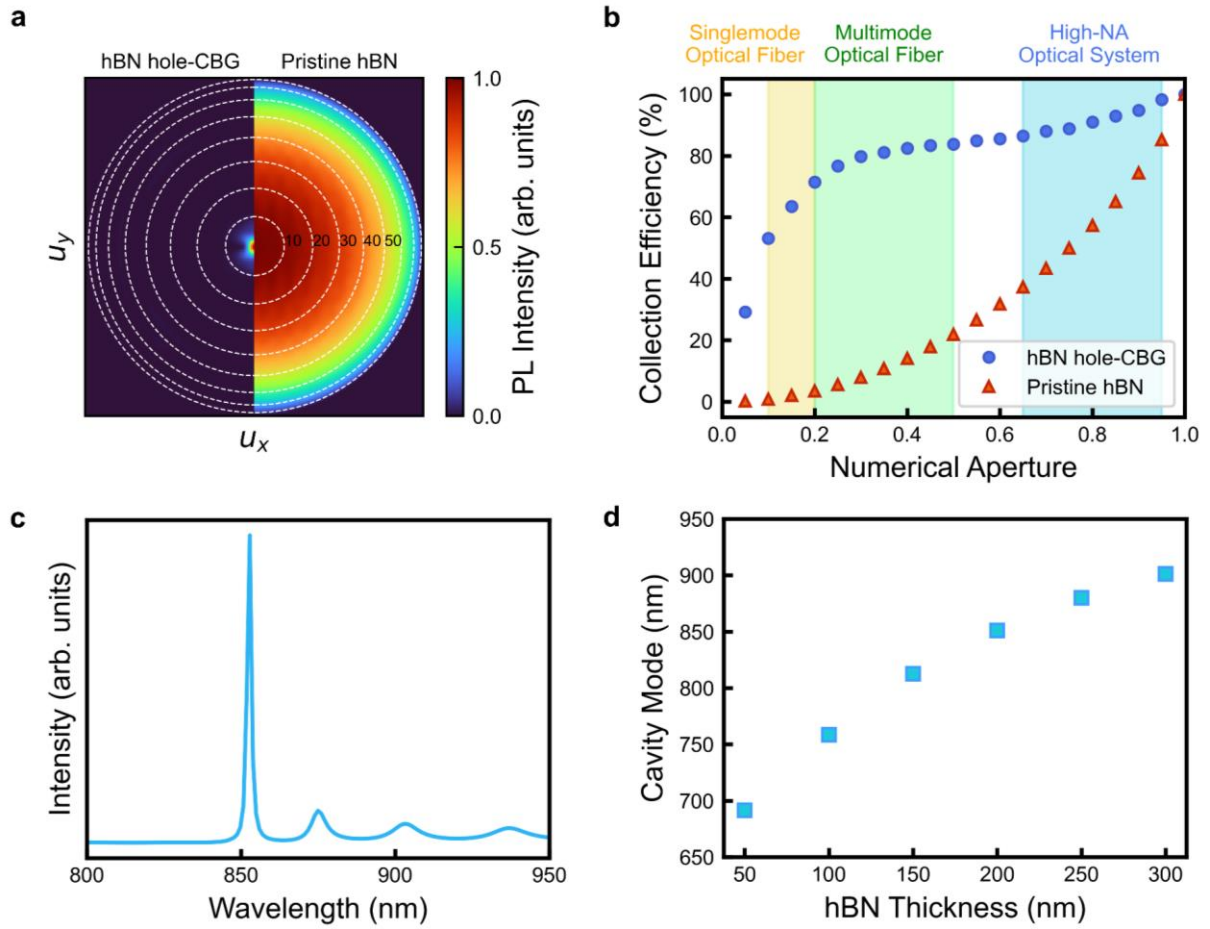 a
hBN hole-CBG Pristine hBN
10 20 30 40 50
u_y
u_x
1.0
0.5
0.0
PL Intensity (arb. units)
b
Singlemode
Optical Fiber
Multimode
Optical Fiber
High-NA
Optical System
100
80
60
40
20
0
Collection Efficiency (%)
hBN hole-CBG
Pristine hBN
0.0 0.2 0.4 0.6 0.8 1.0
Numerical Aperture
c
Intensity (arb. units)
800 850 900 950
Wavelength (nm)
d
950
900
850
800
750
700
650
Cavity Mode (nm)
50 100 150 200 250 300
hBN Thickness (nm)